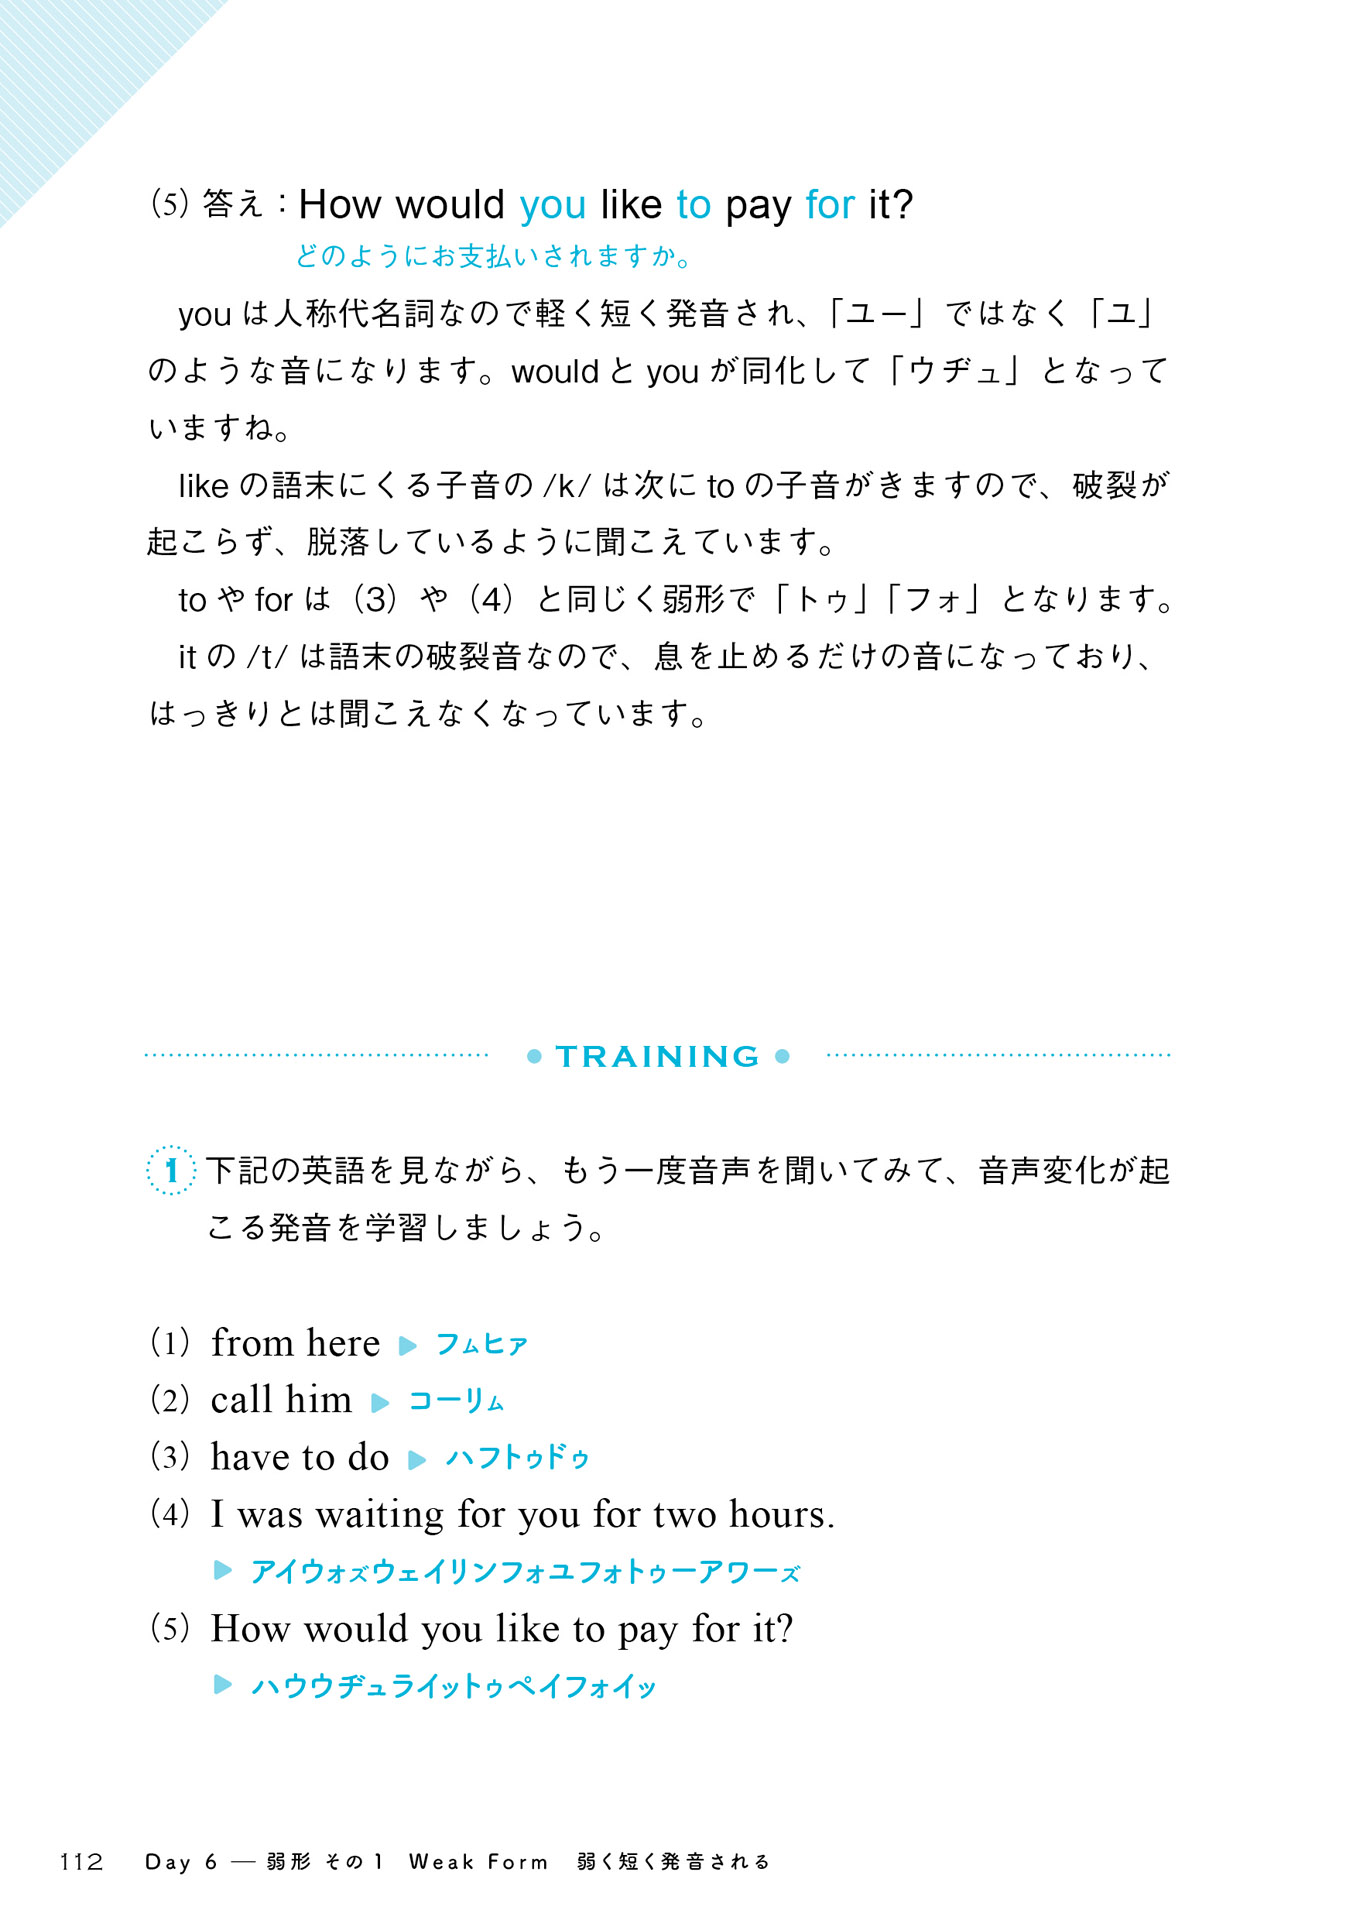 (5) 答え：How would you like to pay for it?
どのようにお支払いされますか。
you は人称代名詞なので軽く短く発音され、「ユー」ではなく「ユ」
のような音になります。would と you が同化して「ウヂュ」となって
いますね。
like の語末にくる子音の /k/ は次に to の子音がきますので、破裂が
起こらず、脱落しているように聞こえています。
to や for は（3）や（4）と同じく弱形で「トゥ」「フォ」となります。
it の /t/ は語末の破裂音なので、息を止めるだけの音になっており、
はっきりとは聞こえなくなっています。
● TRAINING ●
1 下記の英語を見ながら、もう一度音声を聞いてみて、音声変化が起
こる発音を学習しましょう。
(1) from here ▶ フムヒァ
(2) call him ▶ コーリム
(3) have to do ▶ ハフトゥドゥ
(4) I was waiting for you for two hours.
▶ アイウォズウェイリンフォユフォトゥーアワーズ
(5) How would you like to pay for it?
▶ ハウウヂュライットゥペイフォイッ
112 Day 6 — 弱形 その1 Weak Form 弱く短く発音される